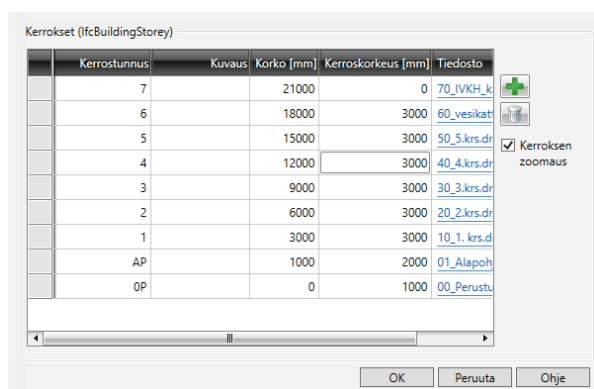 Kerrokset (IfcBuildingStorey)
Kerrostunnus Kuvaus Korko [mm] Kerroskorkeus [mm] Tiedosto
7 21000 0 70_IVKH_k
6 18000 3000 60_vesikatt
5 15000 3000 50_5.krs.dr
4 12000 3000 40_4.krs.dr
3 9000 3000 30_3.krs.dr
2 6000 3000 20_2.krs.dr
1 3000 3000 10_1. krs.d
AP 1000 2000 01_Alapoh
0P 0 1000 00_Perustu
Kerroksen
zoomaus
OK Peruuta Ohje